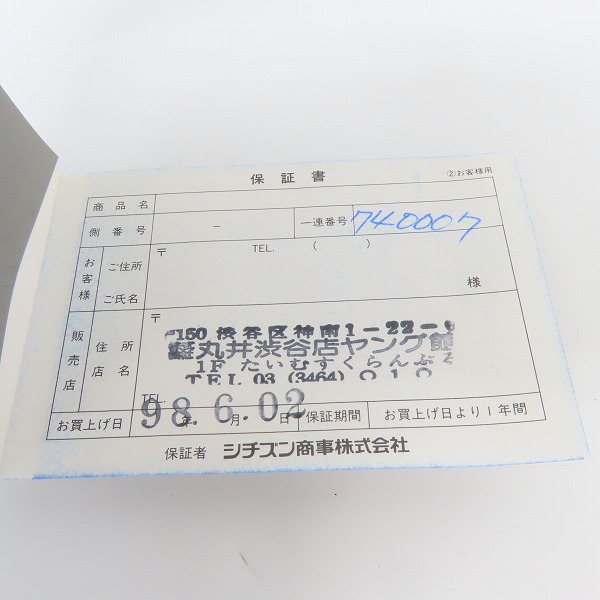 保証書 ②お客様用
商品名
側番号 － 一連番号 740007
お客様 ご住所 〒 TEL. ( )
ご氏名 様
販売店 住所 〒
150 渋谷区神南1－22－
店名 丸井渋谷店ヤング館
1F たいむすくらんぶる
TEL. TEL 03 (3464) 0101
お買上げ日 98年6月02日 保証期間 お買上げ日より1年間
保証者 シチズン商事株式会社